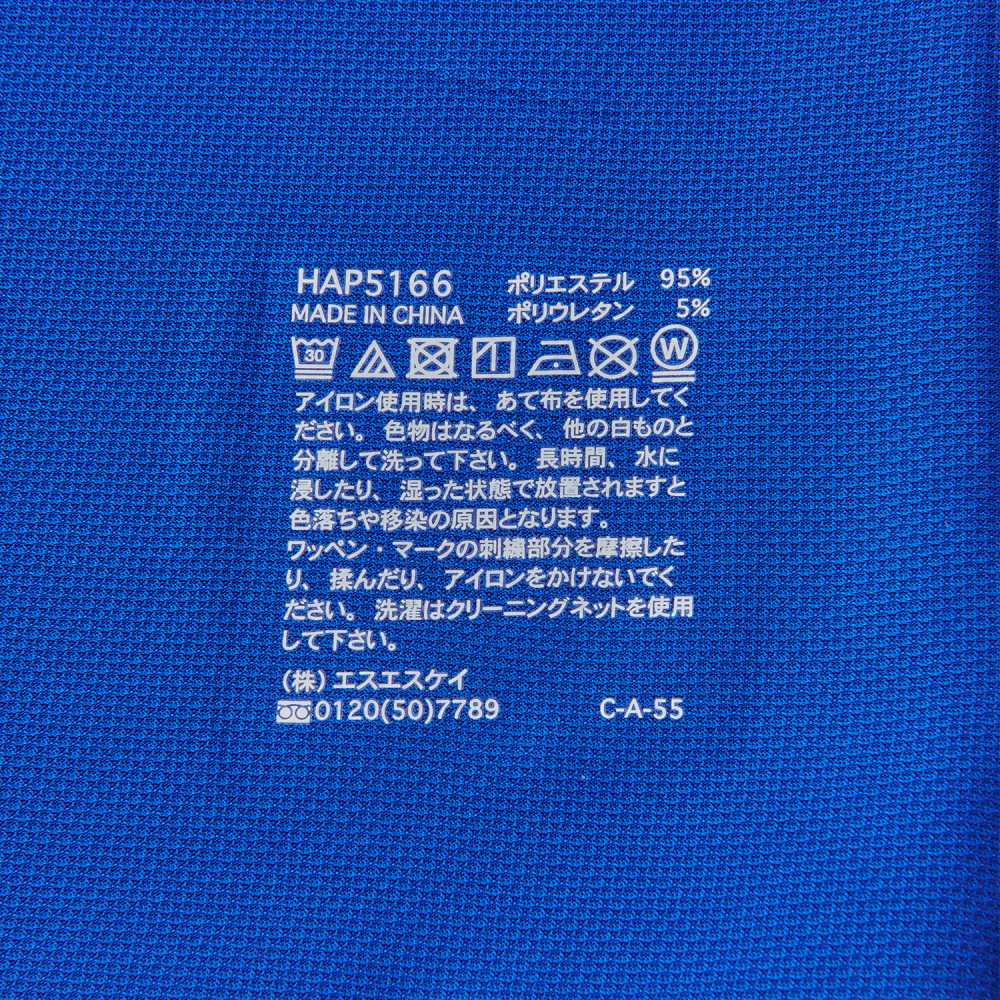 HAP5166 ポリエステル 95%
MADE IN CHINA ポリウレタン 5%
30 W
アイロン使用時は、あて布を使用してく
ださい。色物はなるべく、他の白ものと
分離して洗って下さい。長時間、水に
浸したり、湿った状態で放置されますと
色落ちや移染の原因となります。
ワッペン・マークの刺繍部分を摩擦した
り、揉んだり、アイロンをかけないでく
ださい。洗濯はクリーニングネットを使用
して下さい。
(株)エスエスケイ
0120(50)7789 C-A-55